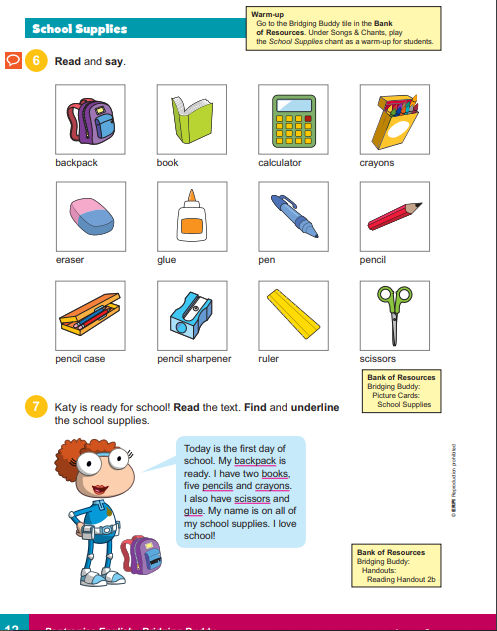 School Supplies
Warm-up
Go to the Bridging Buddy tile in the Bank
of Resources. Under Songs & Chants, play
the School Supplies chart as a warm-up for students.
6 Read and say.
backpack book calculator crayons
eraser glue pen pencil
pencil case pencil sharpener ruler scissors
Bank of Resources
Bridging Buddy:
Picture Cards:
School Supplies
7 Katy is ready for school! Read the text. Find and underline
the school supplies.
Today is the first day of
school. My backpack is
ready. I have two books,
five pencils and crayons.
I also have scissors and
glue. My name is on all of
my school supplies. I love
school!
© ERPI Reproduction prohibited
Bank of Resources
Bridging Buddy:
Handouts:
Reading Handout 2b
12
English Bridging Buddy